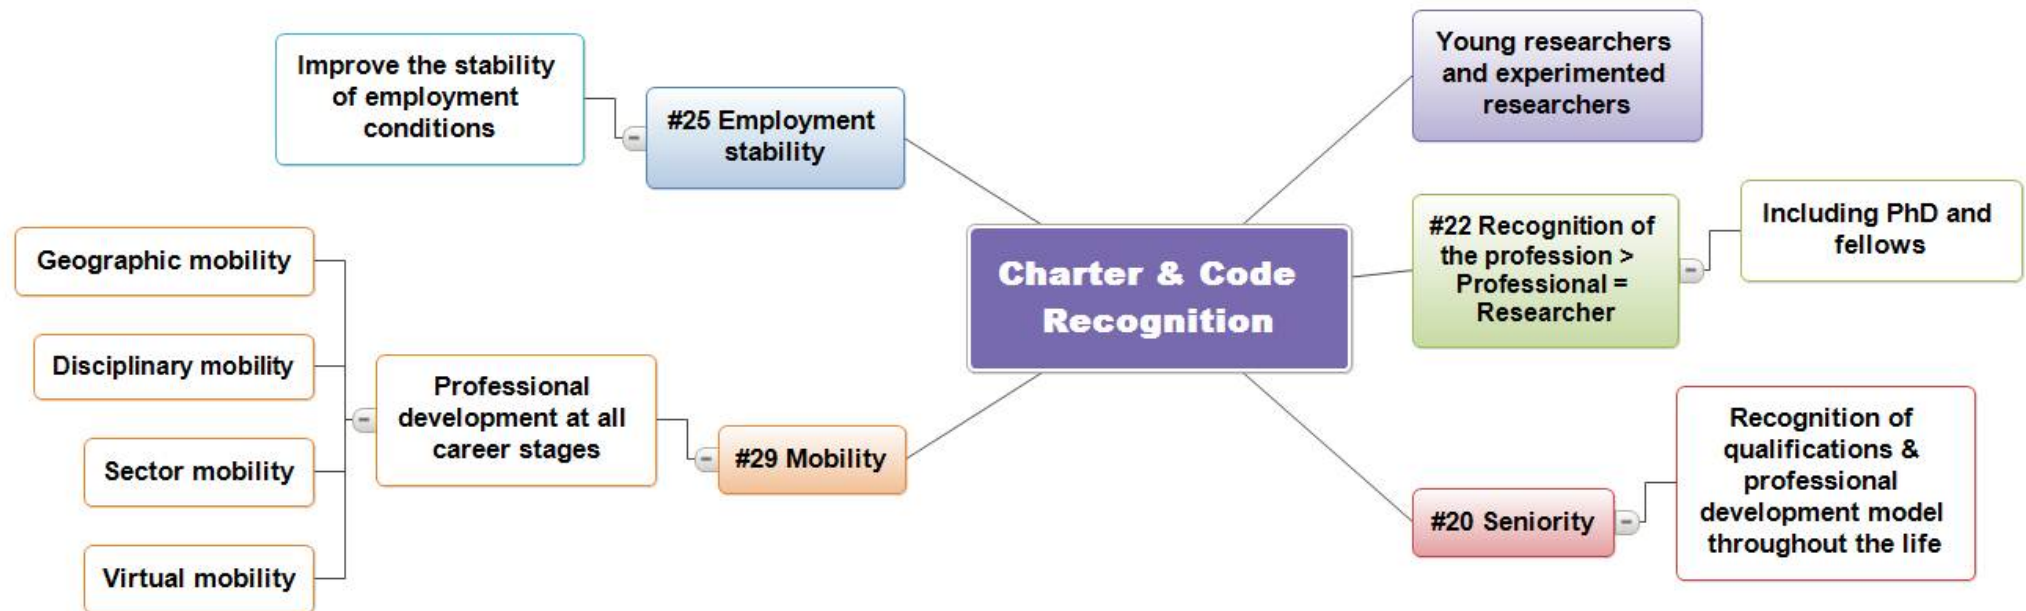 Improve the stability
of employment
conditions
#25 Employment
stability
Geographic mobility
Disciplinary mobility
Sector mobility
Virtual mobility
Professional
development at all
career stages
#29 Mobility
Charter & Code
Recognition
Young researchers
and experimented
researchers
#22 Recognition of
the profession >
Professional =
Researcher
Including PhD and
fellows
#20 Seniority
Recognition of
qualifications &
professional
development model
throughout the life